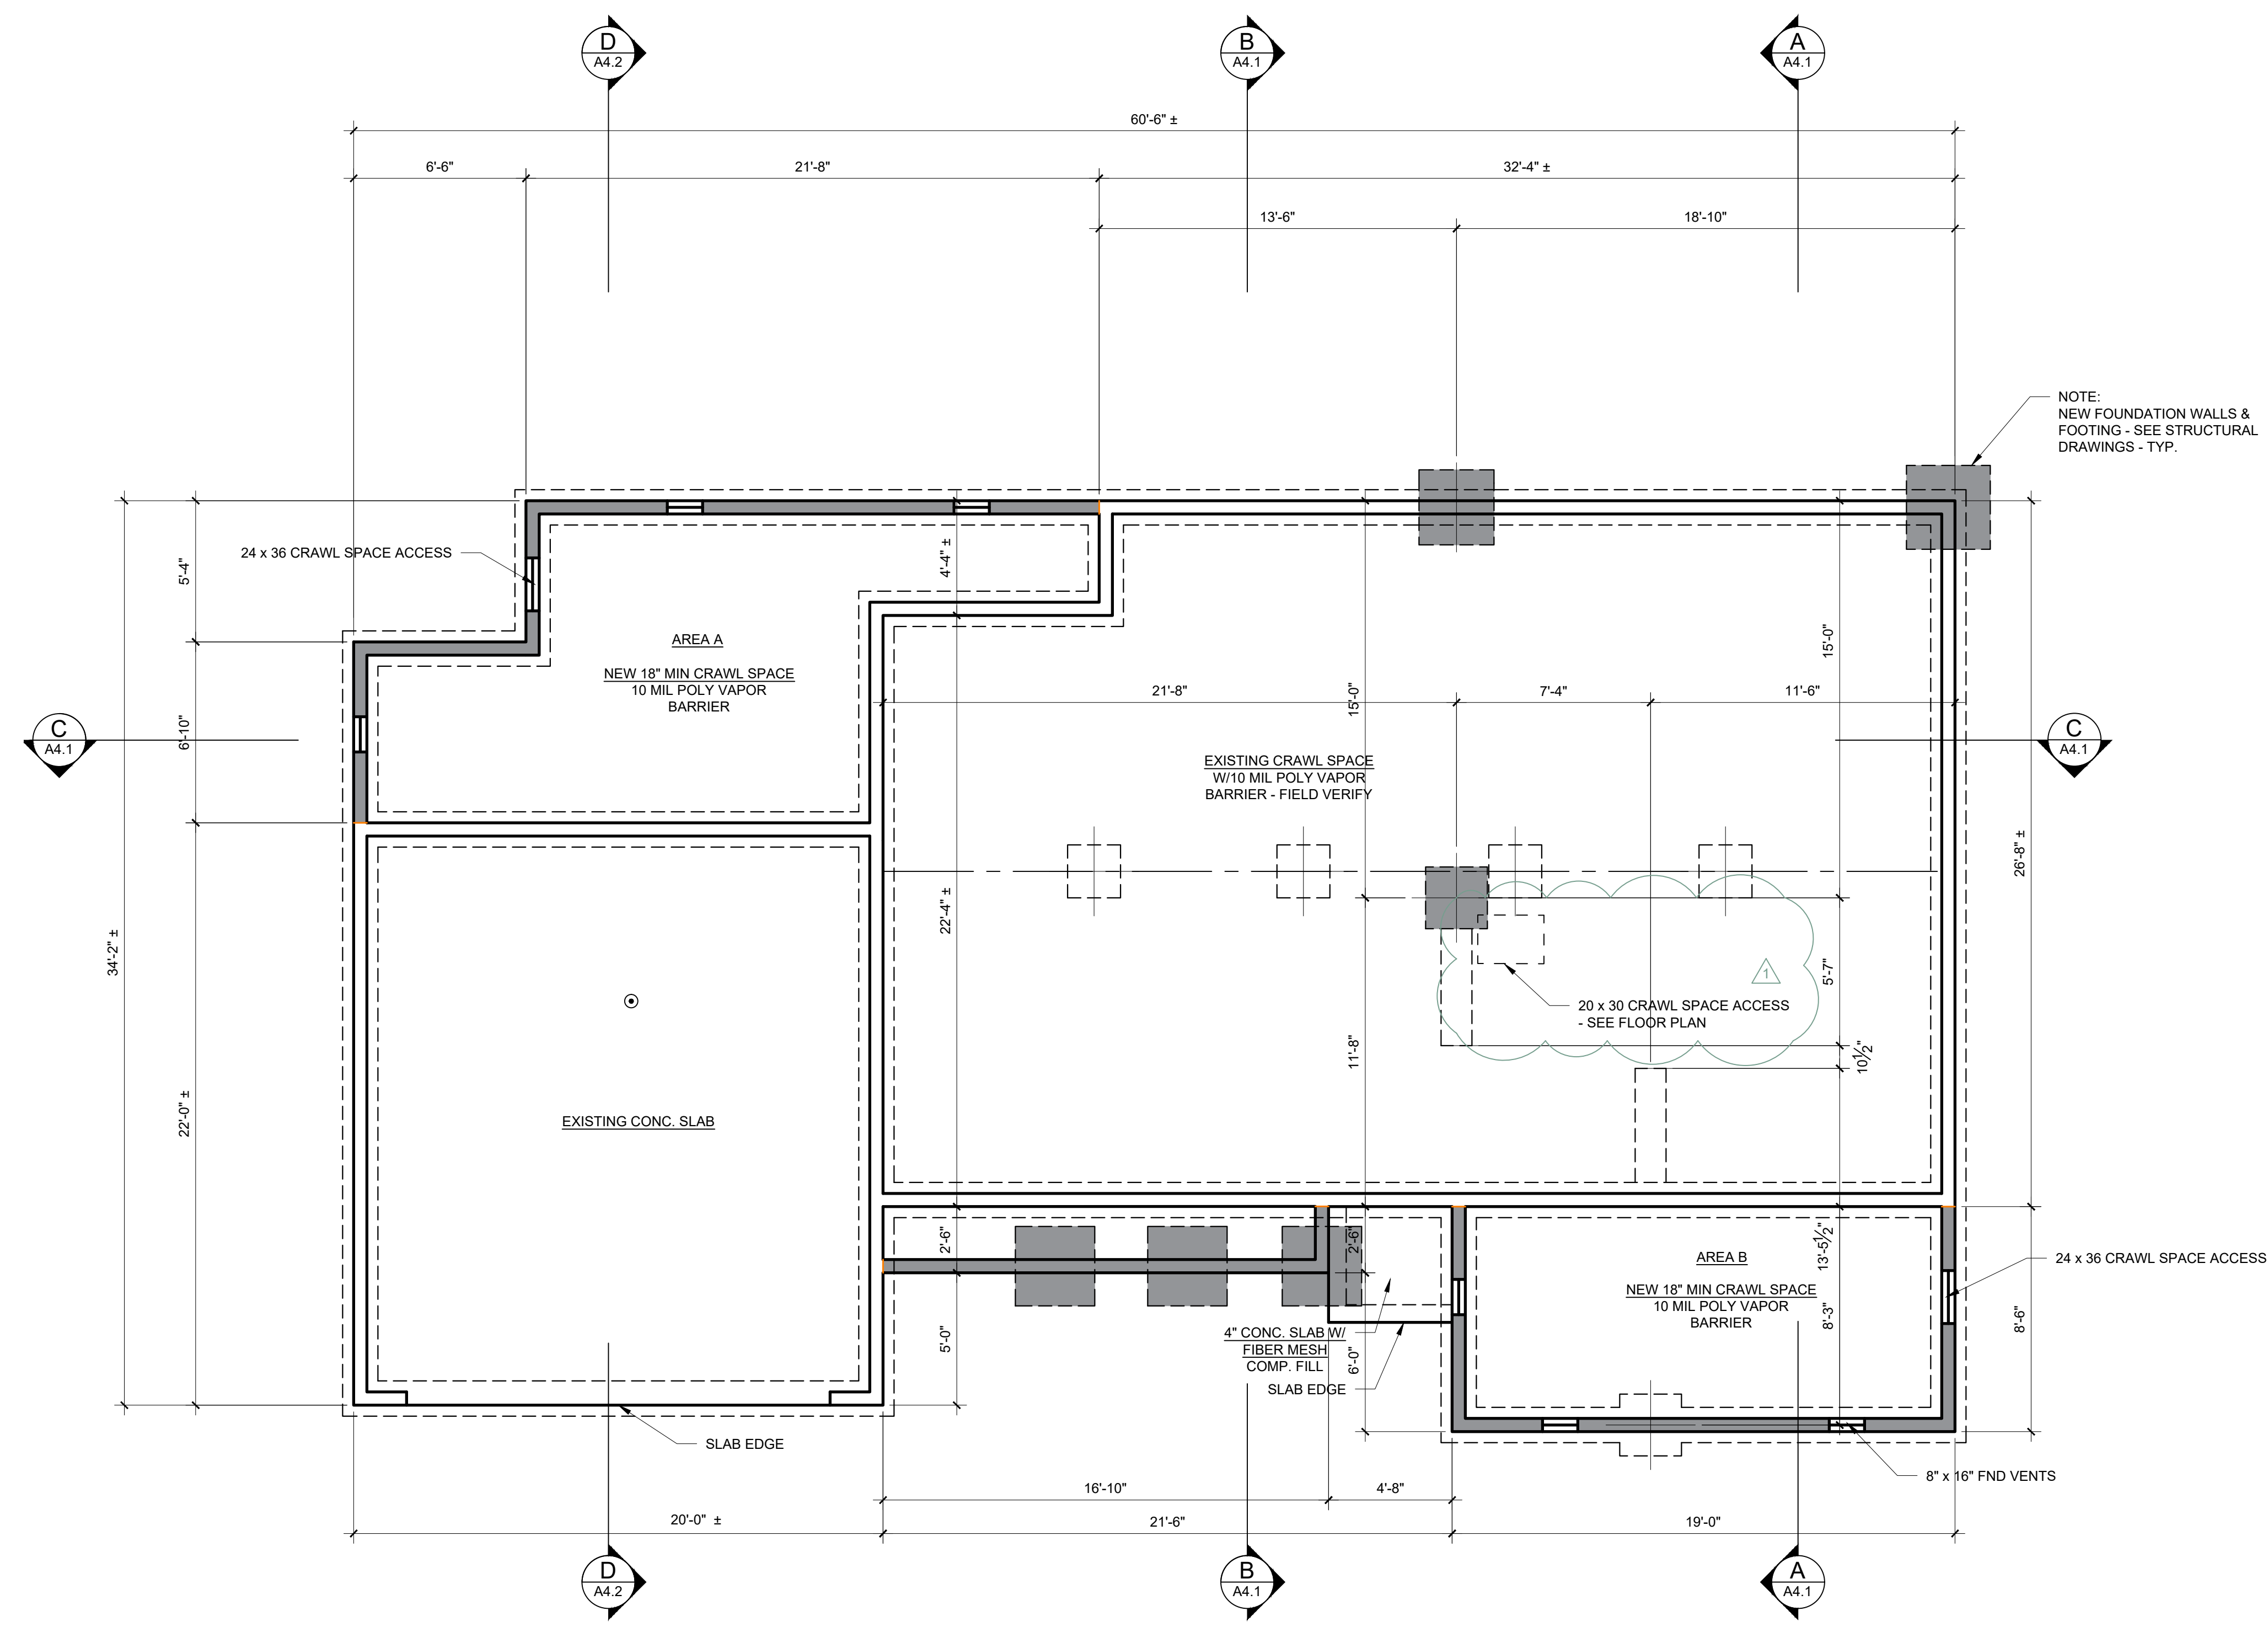 D
A4.2
B
A4.1
A
A4.1
60'-6" ±
6'-6"
21'-8"
32'-4" ±
13'-6"
18'-10"
NOTE:
NEW FOUNDATION WALLS &
FOOTING - SEE STRUCTURAL
DRAWINGS - TYP.
24 x 36 CRAWL SPACE ACCESS
5'-4"
4'-4" ±
15'-0"
15'-0"
AREA A
NEW 18" MIN CRAWL SPACE
10 MIL POLY VAPOR
BARRIER
21'-8"
7'-4"
11'-6"
6'-10"
C
A4.1
C
A4.1
EXISTING CRAWL SPACE
W/10 MIL POLY VAPOR
BARRIER - FIELD VERIFY
26'-8" ±
22'-4" ±
34'-2" ±
1
5'-7"
20 x 30 CRAWL SPACE ACCESS
- SEE FLOOR PLAN
11'-8"
10½"
22'-0" ±
EXISTING CONC. SLAB
2'-6"
2'-6"
13'-5½"
AREA B
NEW 18" MIN CRAWL SPACE
10 MIL POLY VAPOR
BARRIER
24 x 36 CRAWL SPACE ACCESS
8'-3"
8'-6"
5'-0"
4" CONC. SLAB W/
FIBER MESH
COMP. FILL
6'-0"
SLAB EDGE
SLAB EDGE
8" x 16" FND VENTS
16'-10"
4'-8"
20'-0" ±
21'-6"
19'-0"
D
A4.2
B
A4.1
A
A4.1